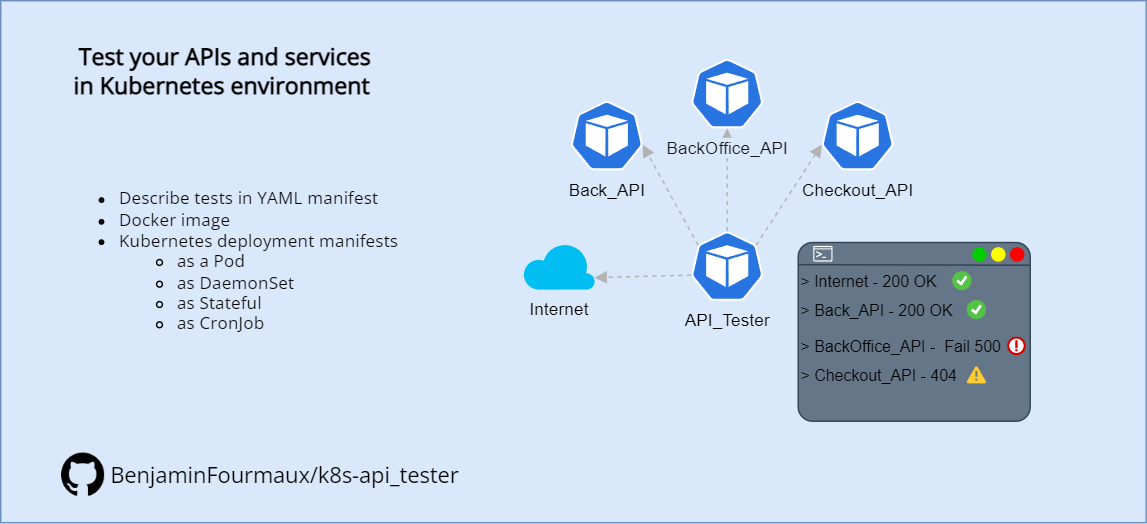 Test your APIs and services
in Kubernetes environment
Describe tests in YAML manifest
Docker image
Kubernetes deployment manifests
as a Pod
as DaemonSet
as Stateful
as CronJob
BackOffice_API
Back_API
Checkout_API
Internet
API_Tester
> Internet - 200 OK
> Back_API - 200 OK
> BackOffice_API -  Fail 500
> Checkout_API - 404
BenjaminFourmaux/k8s-api_tester